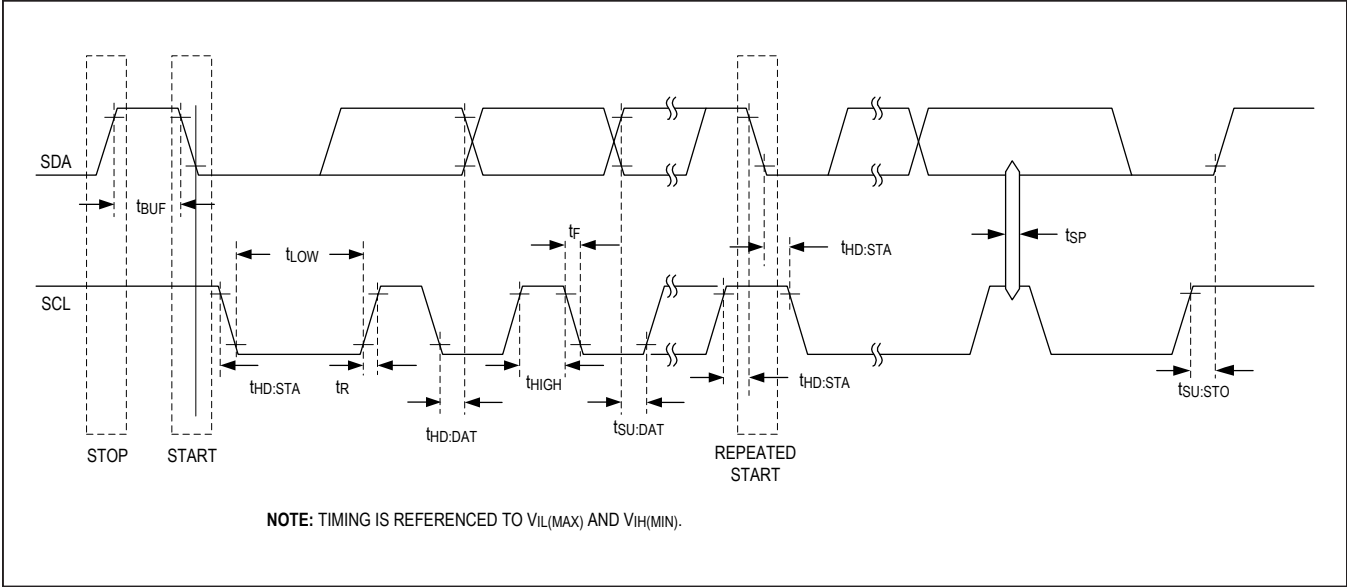 SDA
tBUF
tLOW
tF
tHD:STA
tSP
SCL
tHD:STA
tR
tHD:DAT
tHIGH
tSU:DAT
tHD:STA
tSU:STO
STOP
START
REPEATED
START
NOTE: TIMING IS REFERENCED TO VIL(MAX) AND VIH(MIN).